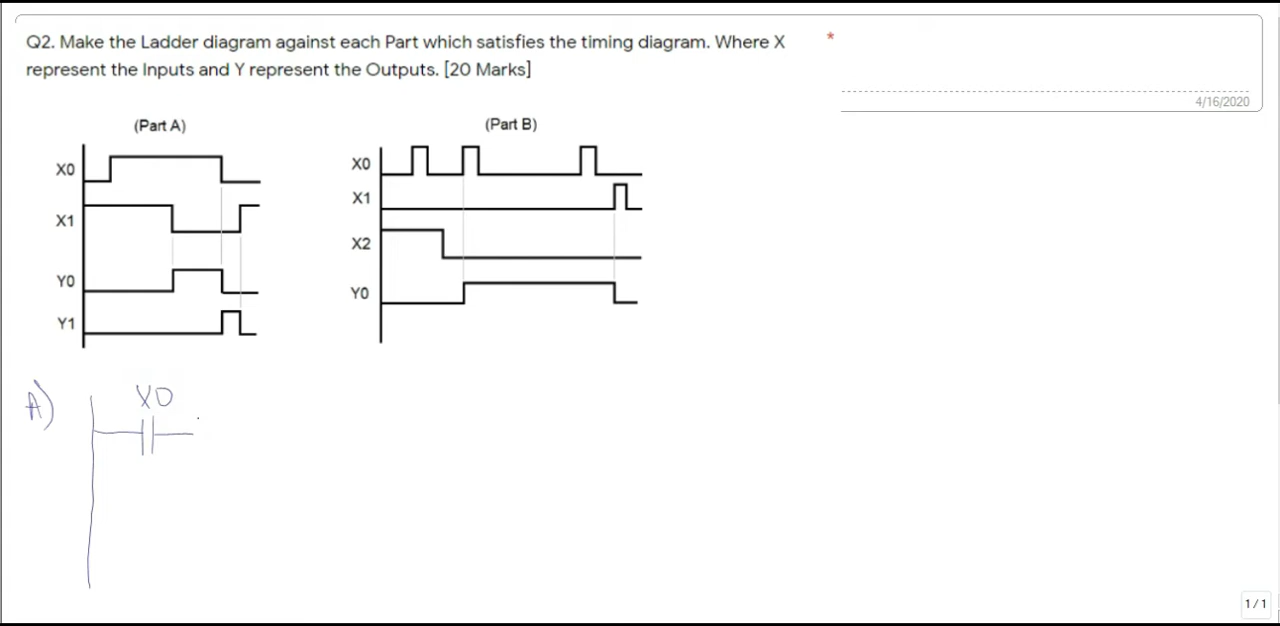 Q2. Make the Ladder diagram against each Part which satisfies the timing diagram. Where X
represent the Inputs and Y represent the Outputs. [20 Marks]
*
4/16/2020
(Part A)
X0
X1
Y0
Y1
(Part B)
X0
X1
X2
Y0
A)
X0
1 / 1